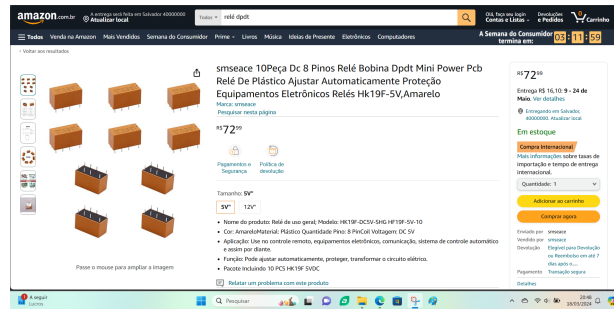 amazon.com.br
A entrega será feita em Salvador 40000000
Atualizar local
Todos
relé dpdt
Olá, faça seu login
Contas e Listas
Devoluções
e Pedidos
Carrinho
Todos
Venda na Amazon
Mais Vendidos
Semana do Consumidor
Prime
Livros
Música
Ideias de Presente
Eletrônicos
Computadores
A Semana do Consumidor
termina em:
03 : 11 : 59
‹ Voltar aos resultados
smseace 10Peça Dc 8 Pinos Relé Bobina Dpdt Mini Power Pcb
Relé De Plástico Ajustar Automaticamente Proteção
Equipamentos Eletrônicos Relés Hk19F-5V,Amarelo
Marca: smseace
Pesquisar nesta página
R$7299
Pagamentos e
Segurança
Política de
devolução
Tamanho: 5V"
5V"
12V"
• Nome do produto: Relé de uso geral; Modelo: HK19F-DC5V-SHG HF19F-5V-10
• Cor: AmareloMaterial: Plástico Quantidade Pino: 8 PinCoil Voltagem: DC 5V
• Aplicação: Use no controle remoto, equipamentos eletrônicos, comunicação, sistema de controle automático
e assim por diante.
• Função: Pode ajustar automaticamente, proteger, transformar o circuito elétrico.
• Pacote Incluindo 10 PCS HK19F 5VDC
Relatar um problema com este produto
Passe o mouse para ampliar a imagem
R$7299
Entrega R$ 16,10: 9 - 24 de
Maio. Ver detalhes
Entregando em Salvador,
40000000. Atualizar local
Em estoque
Compra Internacional
Mais informações sobre taxas de
importação e tempo de entrega
internacional.
Quantidade: 1
Adicionar ao carrinho
Comprar agora
Enviado por smseace
Vendido por smseace
Devolução Elegível para Devolução
ou Reembolso em até 7
dias após o...
Pagamento Transação segura
Detalhes
A seguir
Lucros
Pesquisar
20:48
18/03/2024